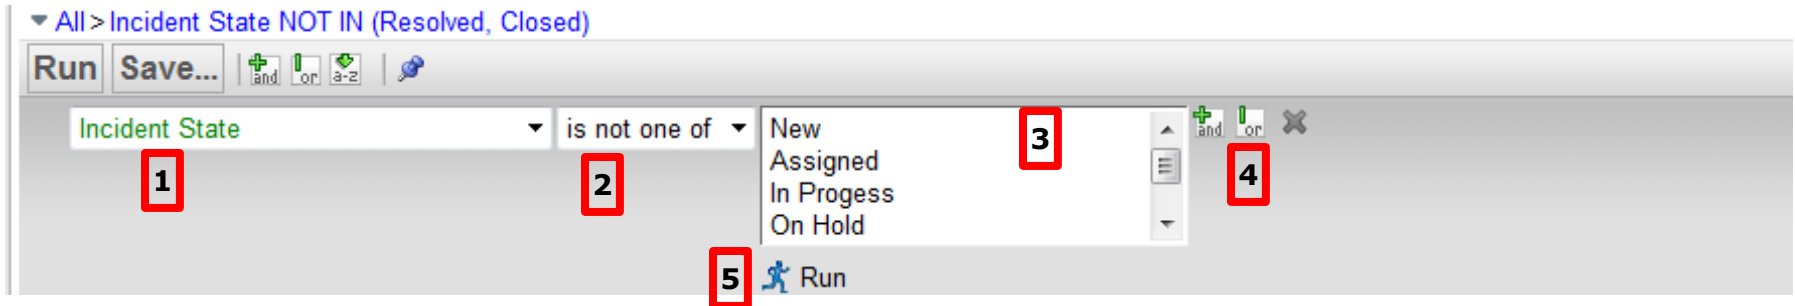 All > Incident State NOT IN (Resolved, Closed)
Run Save... and or a-z
Incident State is not one of New 3 and or
Assigned
1 2 4
In Progess
On Hold
5 Run